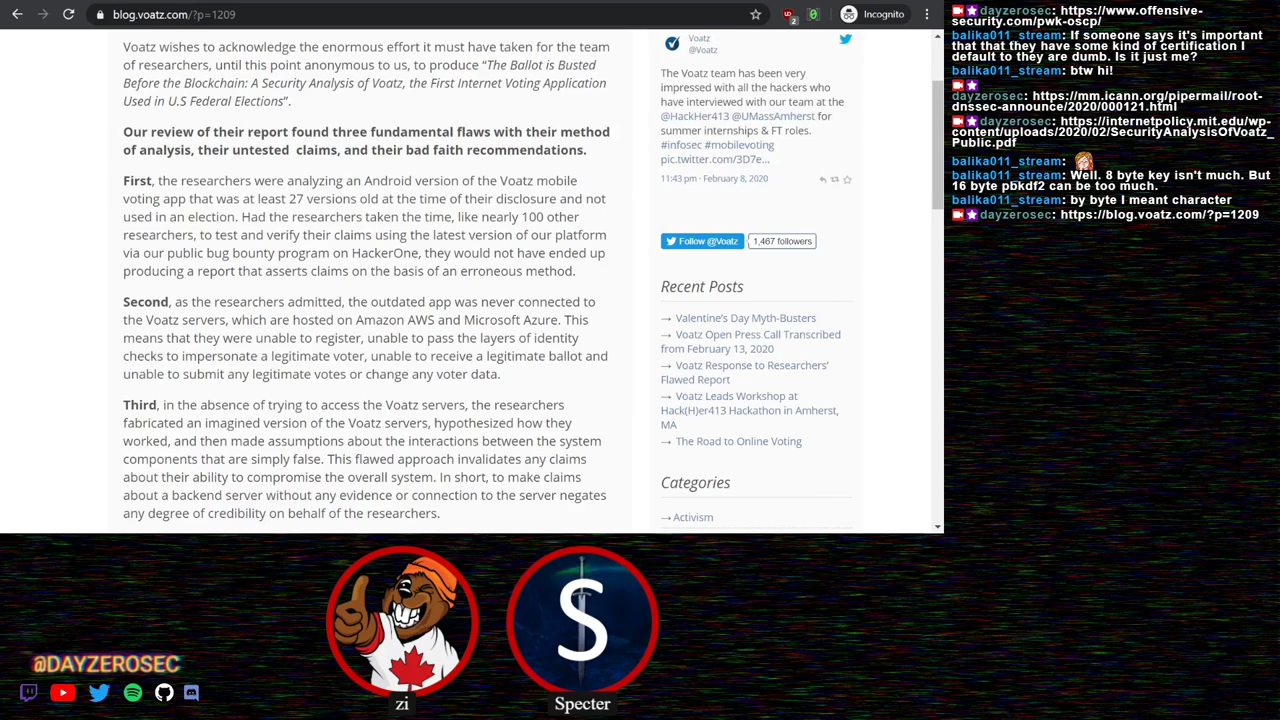 blog.voatz.com/?p=1209
2
Incognito
Voatz wishes to acknowledge the enormous effort it must have taken for the team
of researchers, until this point anonymous to us, to produce “The Ballot is Busted
Before the Blockchain: A Security Analysis of Voatz, the First Internet Voting Application
Used in U.S Federal Elections”.
Our review of their report found three fundamental flaws with their method
of analysis, their untested  claims, and their bad faith recommendations.
First, the researchers were analyzing an Android version of the Voatz mobile
voting app that was at least 27 versions old at the time of their disclosure and not
used in an election. Had the researchers taken the time, like nearly 100 other
researchers, to test and verify their claims using the latest version of our platform
via our public bug bounty program on HackerOne, they would not have ended up
producing a report that asserts claims on the basis of an erroneous method.
Second, as the researchers admitted, the outdated app was never connected to
the Voatz servers, which are hosted on Amazon AWS and Microsoft Azure. This
means that they were unable to register, unable to pass the layers of identity
checks to impersonate a legitimate voter, unable to receive a legitimate ballot and
unable to submit any legitimate votes or change any voter data.
Third, in the absence of trying to access the Voatz servers, the researchers
fabricated an imagined version of the Voatz servers, hypothesized how they
worked, and then made assumptions about the interactions between the system
components that are simply false. This flawed approach invalidates any claims
about their ability to compromise the overall system. In short, to make claims
about a backend server without any evidence or connection to the server negates
any degree of credibility on behalf of the researchers.
Voatz
@Voatz
The Voatz team has been very
impressed with all the hackers who
have interviewed with our team at the
@HackHer413 @UMassAmherst for
summer internships & FT roles.
#infosec #mobilevoting
pic.twitter.com/3D7e…
11:43 pm · February 8, 2020
Follow @Voatz
1,467 followers
Recent Posts
→ Valentine’s Day Myth-Busters
→ Voatz Open Press Call Transcribed
from February 13, 2020
→ Voatz Response to Researchers’
Flawed Report
→ Voatz Leads Workshop at
Hack(H)er413 Hackathon in Amherst,
MA
→ The Road to Online Voting
Categories
→ Activism
dayzerosec: https://www.offensive-
security.com/pwk-oscp/
balika011_stream: If someone says it's important
that that they have some kind of certification I
default to they are dumb. Is it just me?
balika011_stream: btw hi!
dayzerosec: https://mm.icann.org/pipermail/root-
dnssec-announce/2020/000121.html
dayzerosec: https://internetpolicy.mit.edu/wp-
content/uploads/2020/02/SecurityAnalysisOfVoatz_
Public.pdf
balika011_stream:
balika011_stream: Well. 8 byte key isn't much. But
16 byte pbkdf2 can be too much.
balika011_stream: by byte I meant character
dayzerosec: https://blog.voatz.com/?p=1209
@DAYZEROSEC
zi
S
Specter